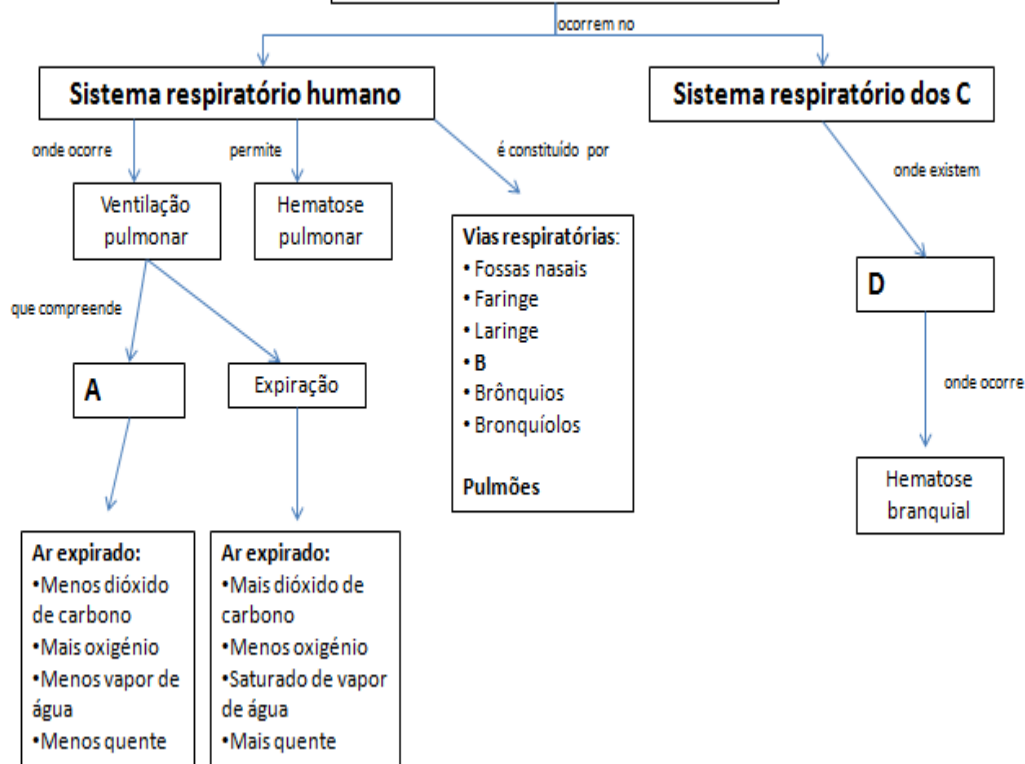 ocorrem no
Sistema respiratório humano
Sistema respiratório dos C
onde ocorre
permite
é constituído por
onde existem
Ventilação
pulmonar
Hematose
pulmonar
Vias respiratórias:
• Fossas nasais
• Faringe
• Laringe
• B
• Brônquios
• Bronquíolos
Pulmões
D
que compreende
A
Expiração
onde ocorre
Hematose
branquial
Ar expirado:
•Menos dióxido
de carbono
•Mais oxigénio
•Menos vapor de
água
•Menos quente
Ar expirado:
•Mais dióxido de
carbono
•Menos oxigénio
•Saturado de vapor
de água
•Mais quente